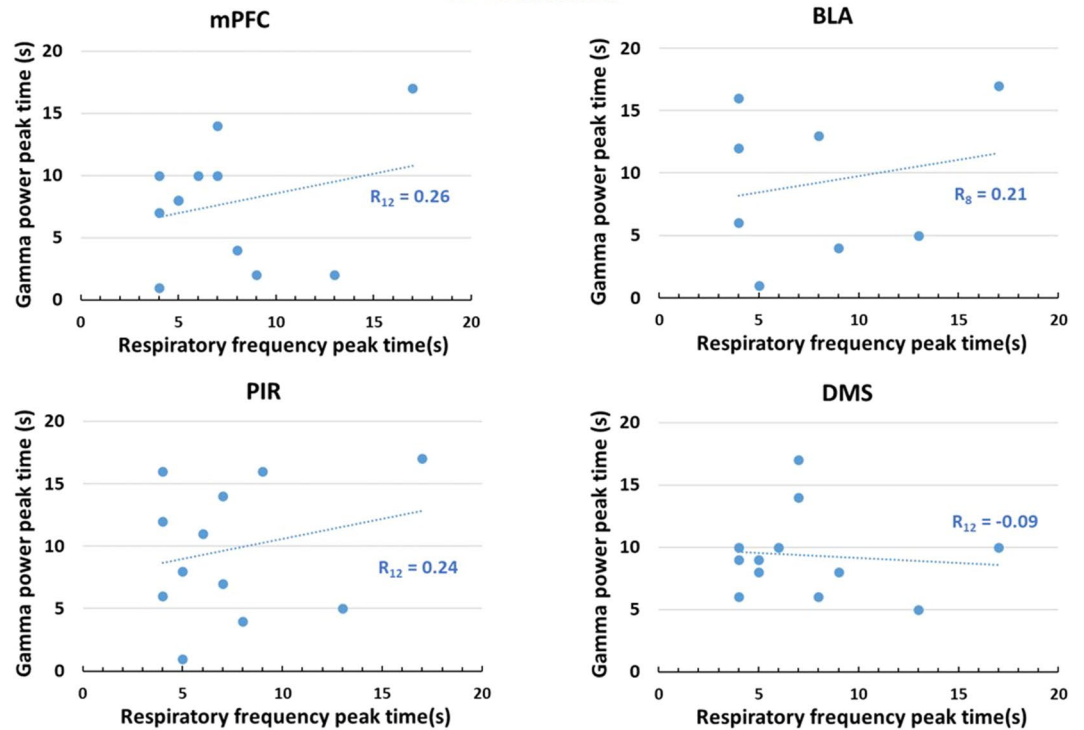 mPFC
Gamma power peak time (s)
20
15
10
5
0
R12 = 0.26
0 5 10 15 20
Respiratory frequency peak time(s)
BLA
Gamma power peak time (s)
20
15
10
5
0
R8 = 0.21
0 5 10 15 20
Respiratory frequency peak time(s)
PIR
Gamma power peak time (s)
20
15
10
5
0
R12 = 0.24
0 5 10 15 20
Respiratory frequency peak time(s)
DMS
Gamma power peak time (s)
20
15
10
5
0
R12 = -0.09
0 5 10 15 20
Respiratory frequency peak time(s)